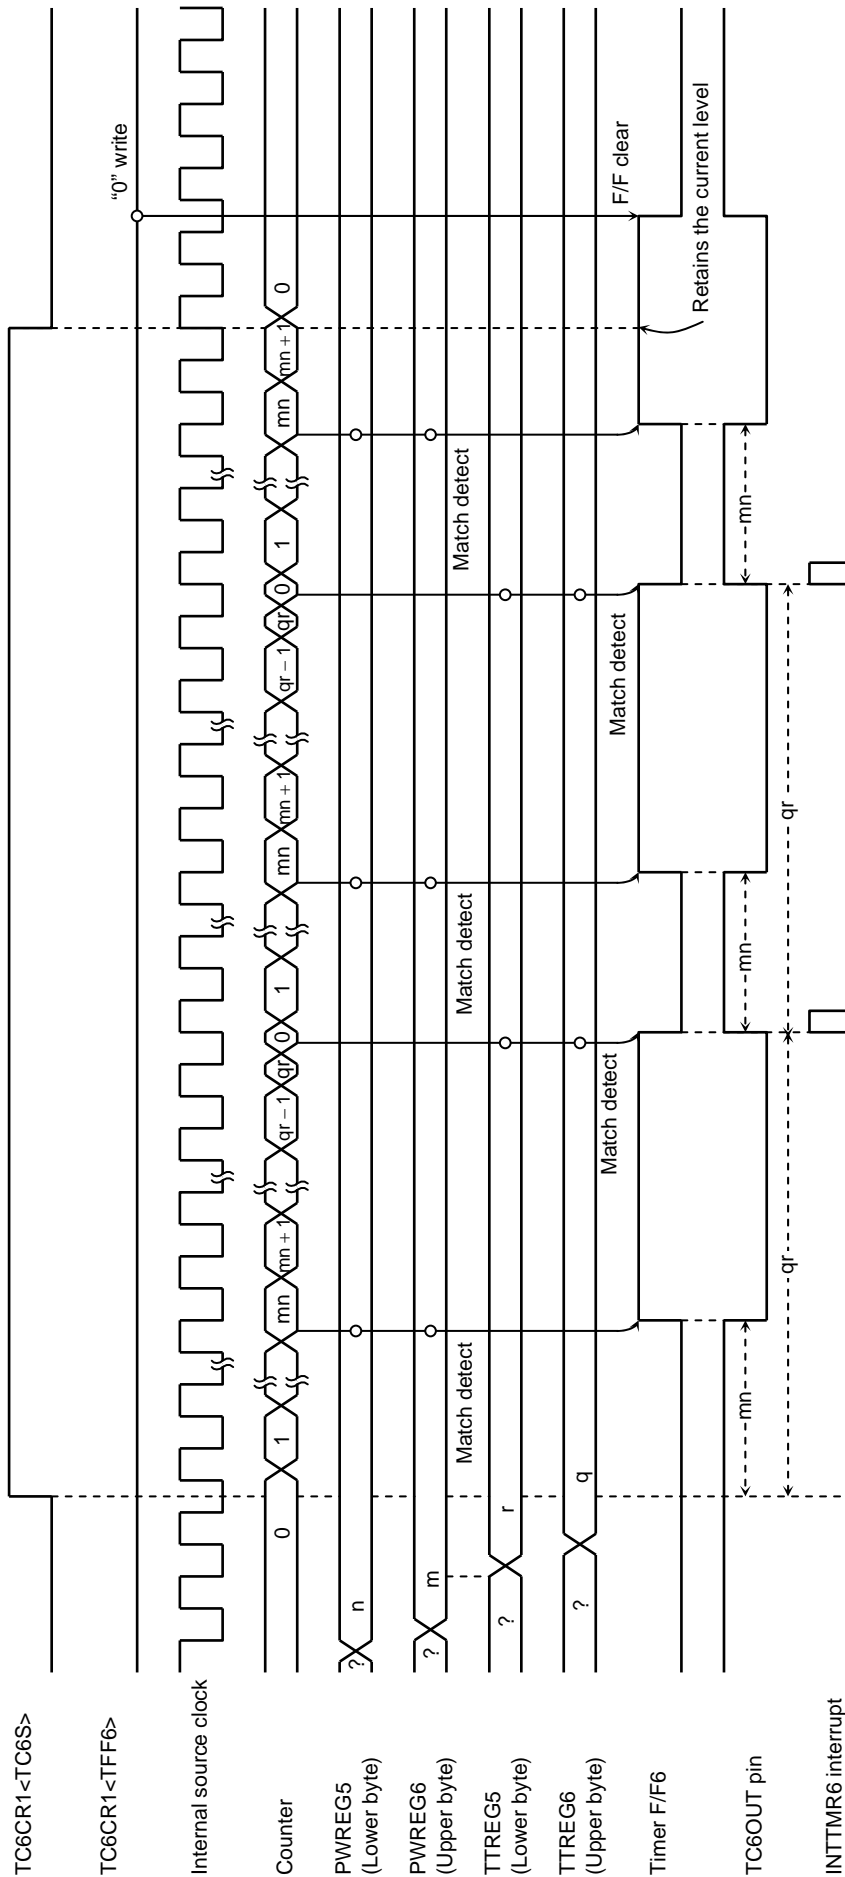 TC6CR1<TC6S>
TC6CR1<TFF6>
"0" write
Internal source clock
Counter
0
1
mn
mn + 1
qr − 1
qr
0
1
mn
mn + 1
qr − 1
qr
0
1
mn
mn + 1
0
PWREG5
(Lower byte)
?
n
PWREG6
(Upper byte)
?
m
Match detect
Match detect
Match detect
TTREG5
(Lower byte)
?
r
TTREG6
(Upper byte)
?
q
Match detect
Match detect
F/F clear
Timer F/F6
Retains the current level
TC6OUT pin
mn
mn
mn
qr
qr
INTTMR6 interrupt